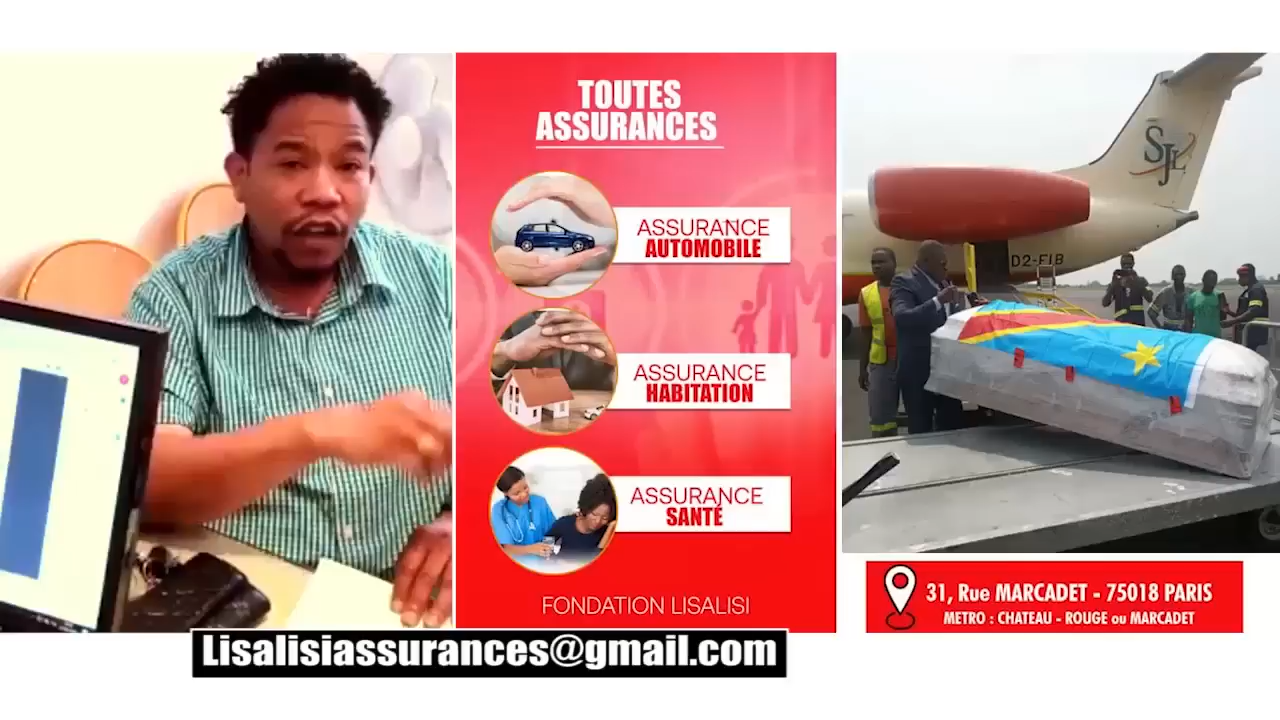 TOUTES
ASSURANCES
ASSURANCE
AUTOMOBILE
ASSURANCE
HABITATION
ASSURANCE
SANTÉ
FONDATION LISALISI
Lisalisiassurances@gmail.com
SJL
D2-FJB
31, Rue MARCADET - 75018 PARIS
METRO : CHATEAU - ROUGE ou MARCADET